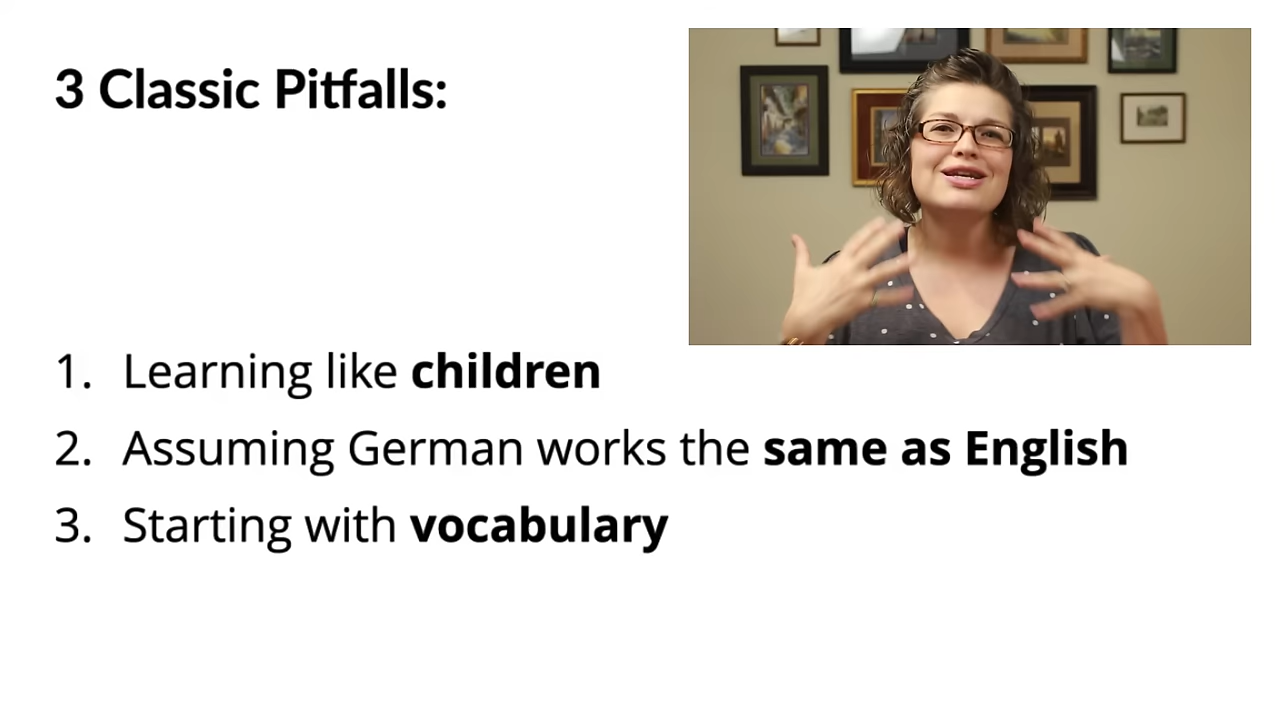 3 Classic Pitfalls:
1. Learning like children
2. Assuming German works the same as English
3. Starting with vocabulary